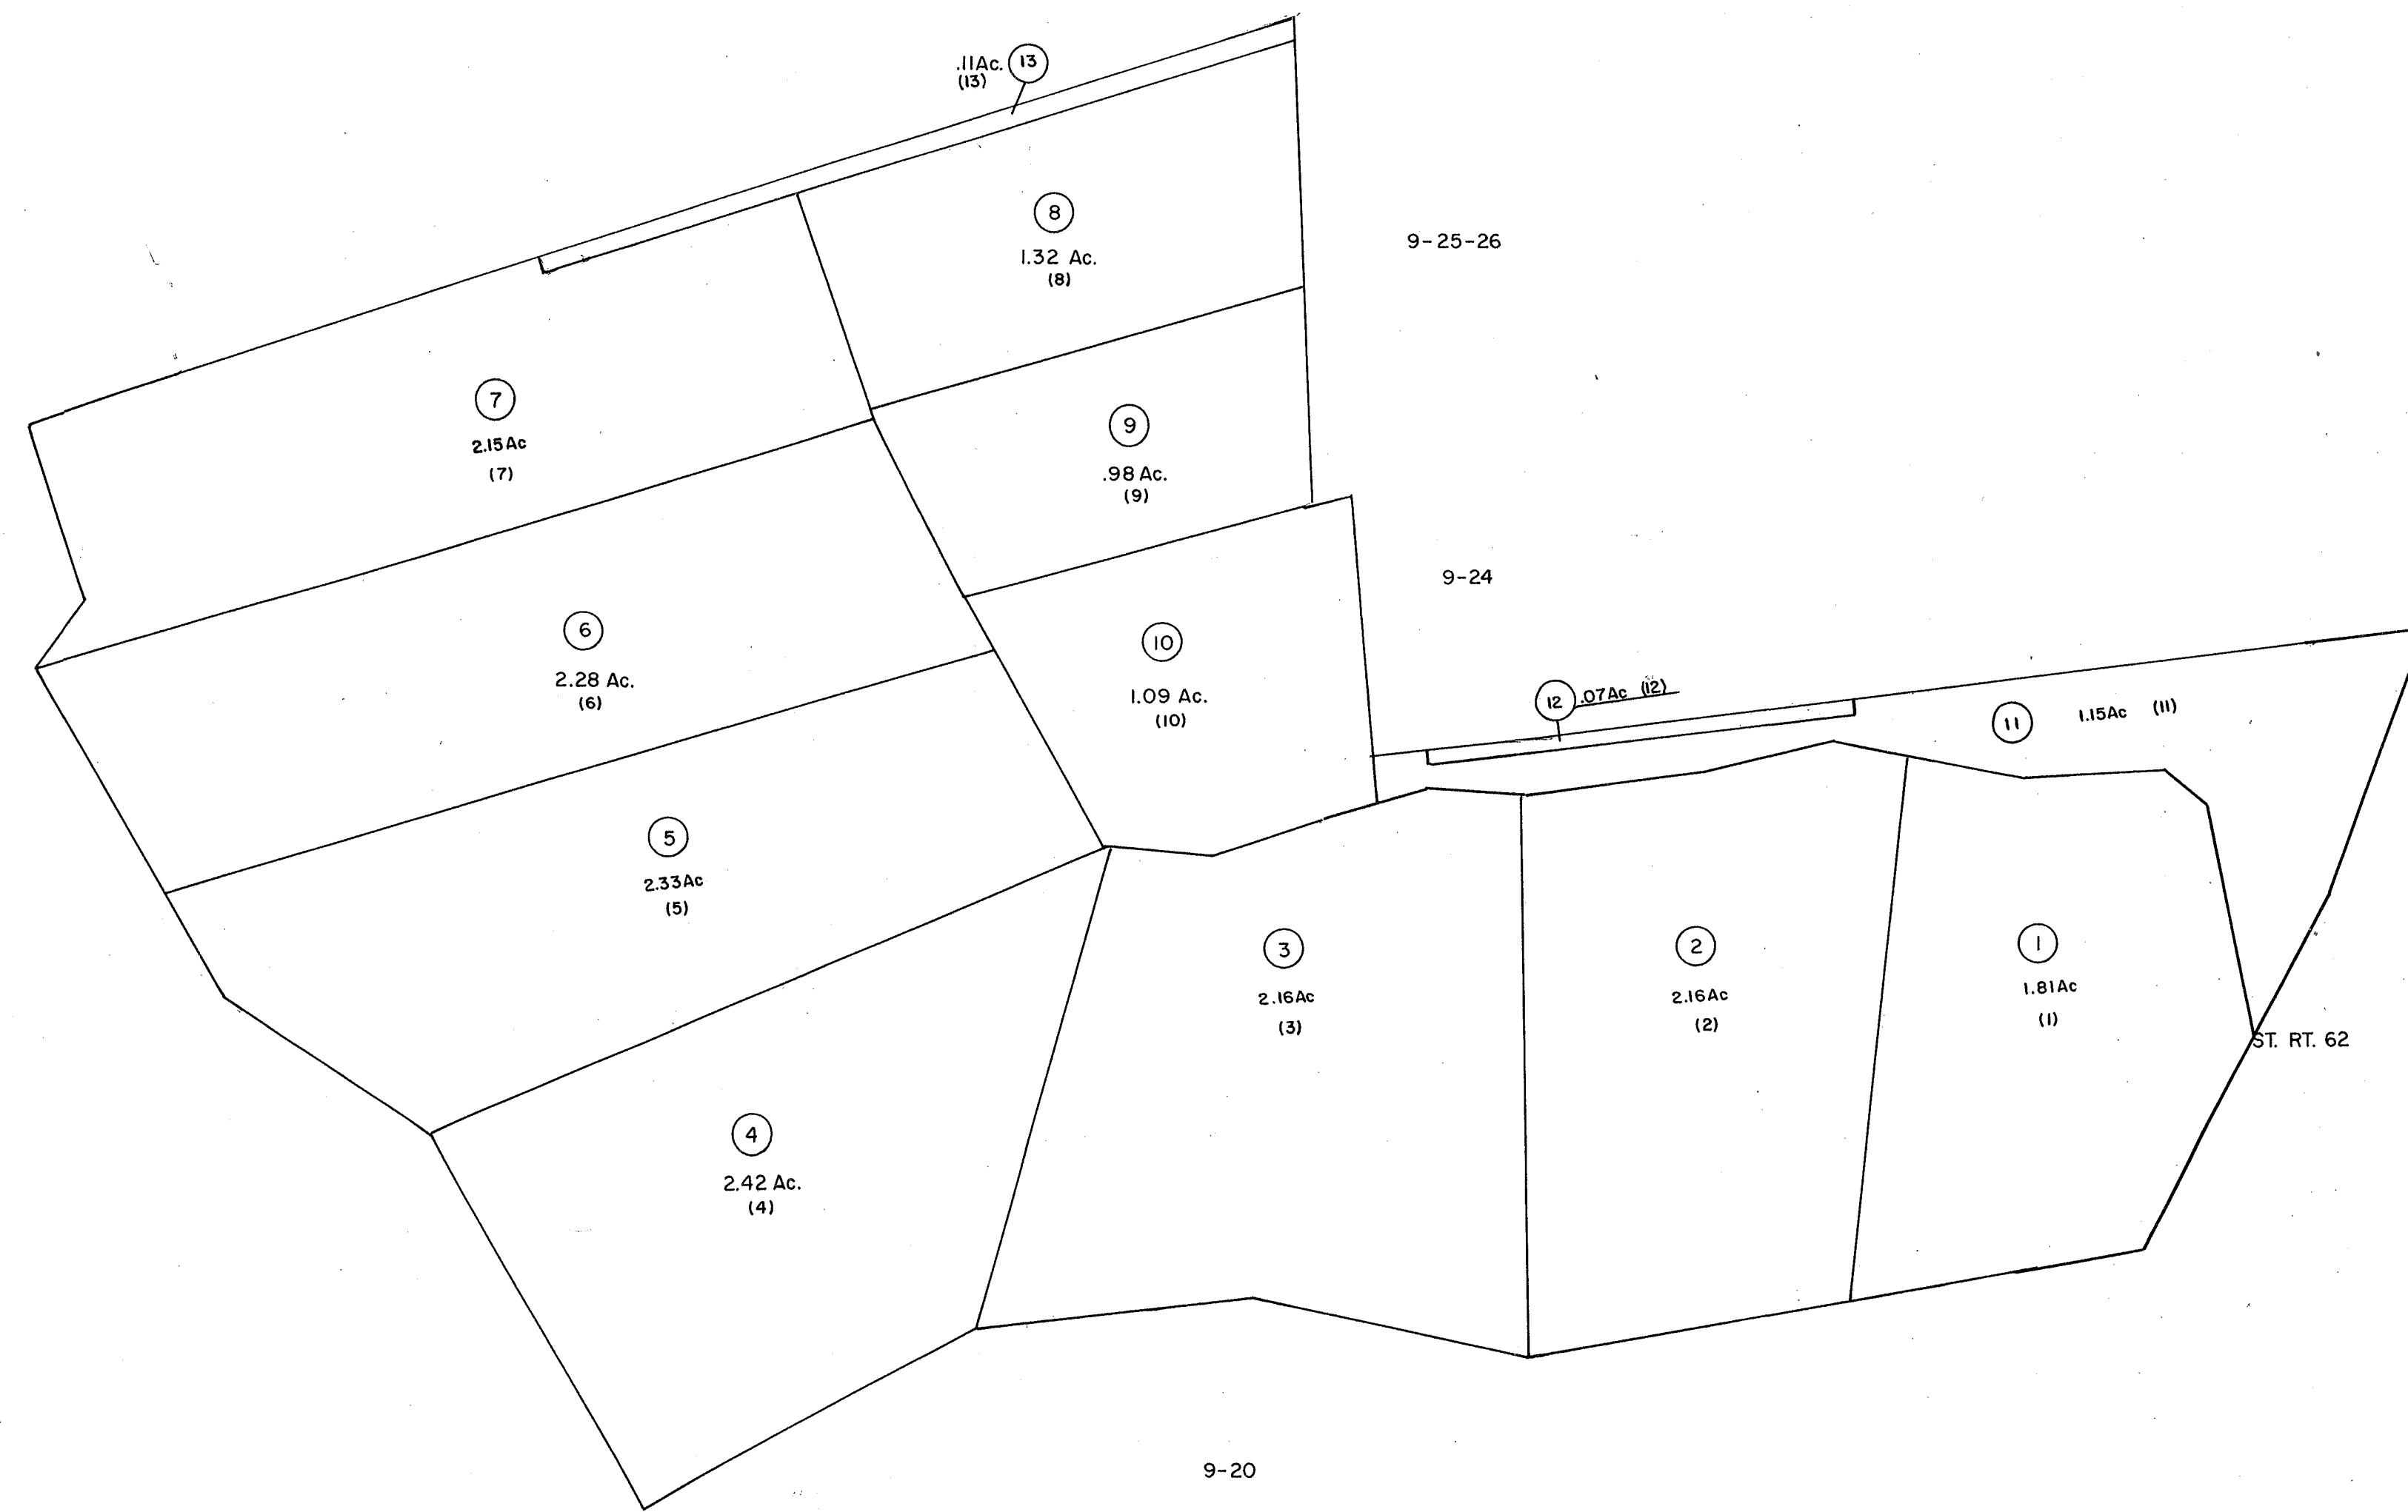 .11Ac. 13
(13)
8
1.32 Ac.
(8)
9-25-26
7
2.15Ac
(7)
9
.98 Ac.
(9)
9-24
6
2.28 Ac.
(6)
10
1.09 Ac.
(10)
12 .07Ac (12)
11 1.15Ac (11)
5
2.33Ac
(5)
3
2.16Ac
(3)
2
2.16Ac
(2)
1
1.81Ac
(1)
ST. RT. 62
4
2.42 Ac.
(4)
9-20